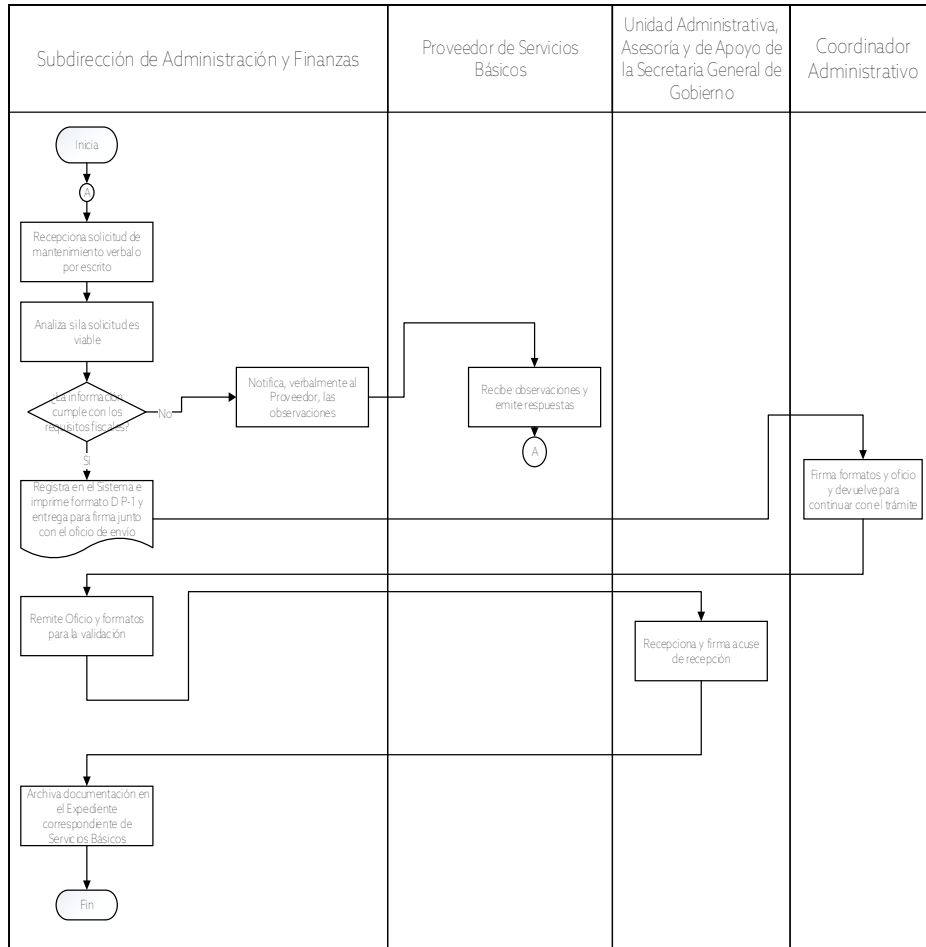 Subdirección de Administración y Finanzas
Proveedor de Servicios
Básicos
Unidad Administrativa,
Asesoría y de Apoyo de
la Secretaria General de
Gobierno
Coordinador
Administrativo
Inicia
A
Recepciona solicitud de
mantenimiento verbal o
por escrito
Analiza si la solicitud es
viable
¿La información
cumple con los
requisitos fiscales?
No
Notifica, verbalmente al
Proveedor, las
observaciones
Recibe observaciones y
emite respuestas
A
Si
Registra en el Sistema e
imprime formato D P-1 y
entrega para firma junto
con el oficio de envío
Firma formatos y oficio
y devuelve para
continuar con el trámite
Remite Oficio y formatos
para la validación
Recepciona y firma acuse
de recepción
Archiva documentación en
el Expediente
correspondiente de
Servicios Básicos
Fin